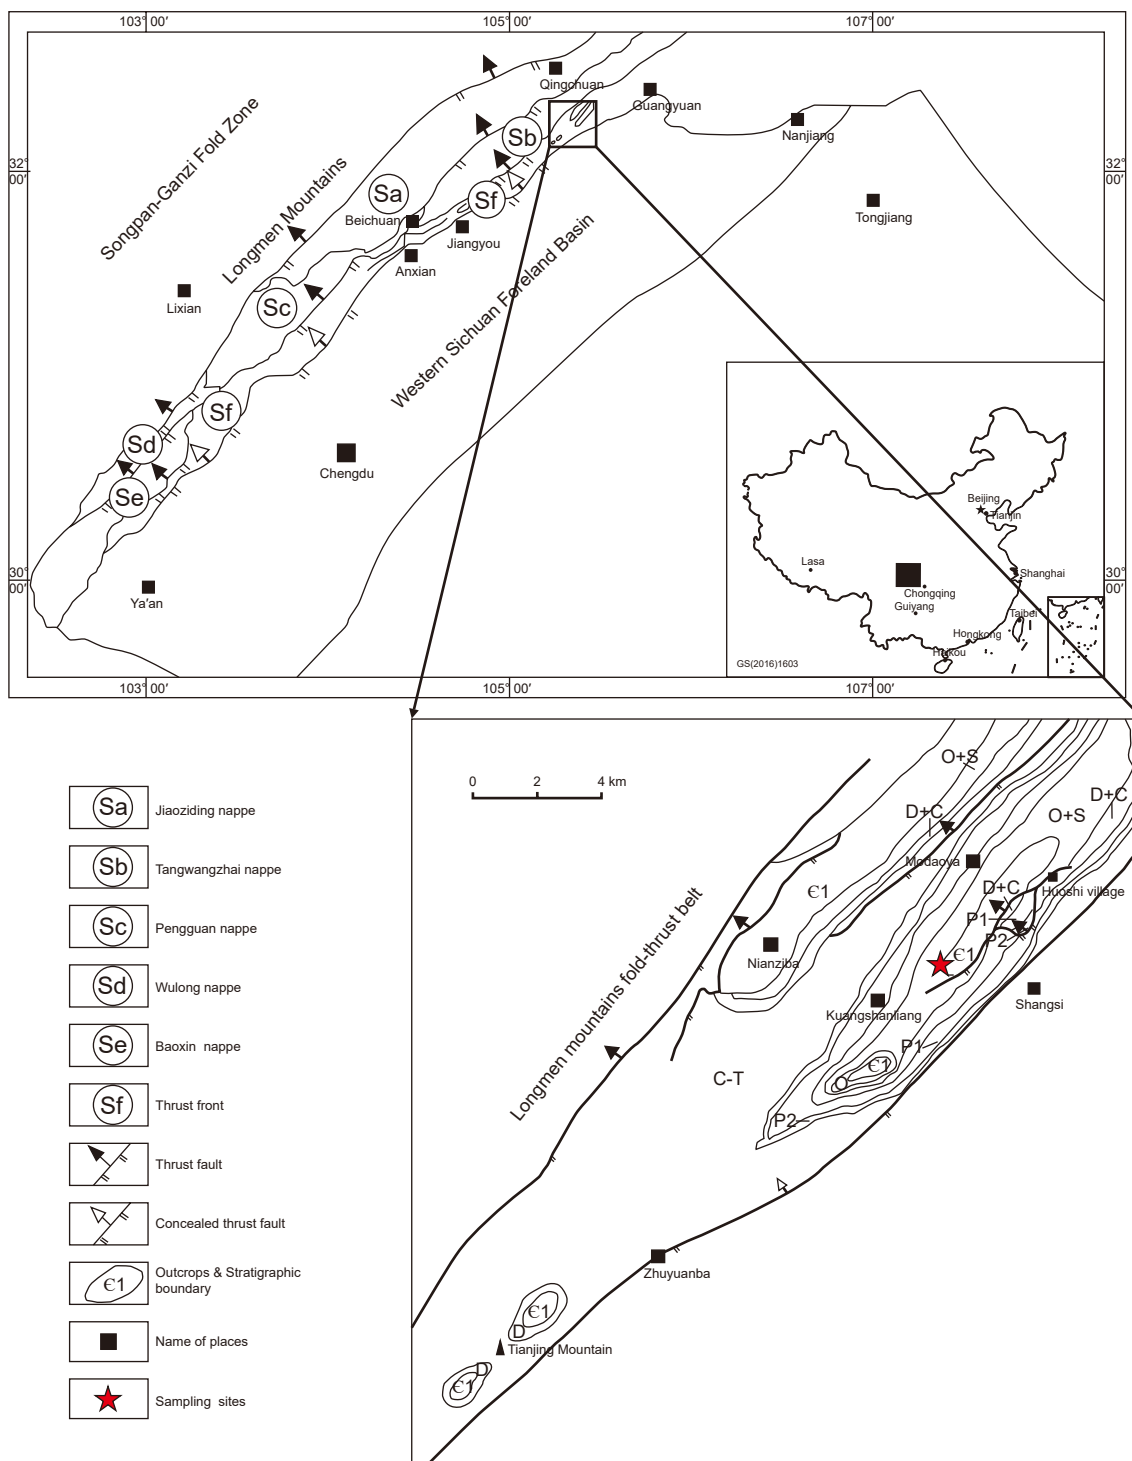 103° 00′
105° 00′
107° 00′
Qingchuan
Guangyuan
Nanjiang
32°
00′
32°
00′
Songpan-Ganzi Fold Zone
Longmen Mountains
Sb
Sa
Sf
Beichuan
Jiangyou
Anxian
Tongjiang
Lixian
Sc
Western Sichuan Foreland Basin
Sf
Sd
Se
Chengdu
Ya'an
30°
00′
30°
00′
Beijing
Tianjin
Lasa
Shanghai
Chongqing
Guiyang
Taibei
Hongkong
Haikou
GS(2016)1603
103° 00′
105° 00′
107° 00′
Sa
Jiaoziding nappe
Sb
Tangwangzhai nappe
Sc
Pengguan nappe
Sd
Wulong nappe
Se
Baoxin nappe
Sf
Thrust front
Thrust fault
Concealed thrust fault
Є1
Outcrops & Stratigraphic
boundary
Name of places
Sampling sites
0 2 4 km
O+S
D+C
D+C
O+S
Modaoya
Huoshi village
D+C
Є1
P1
P2
Є1
Longmen mountains fold-thrust belt
Nianziba
Kuangshanliang
Shangsi
P1
Є1
O
C-T
P2
Zhuyuanba
Є1
D
Tianjing Mountain
D
Є1